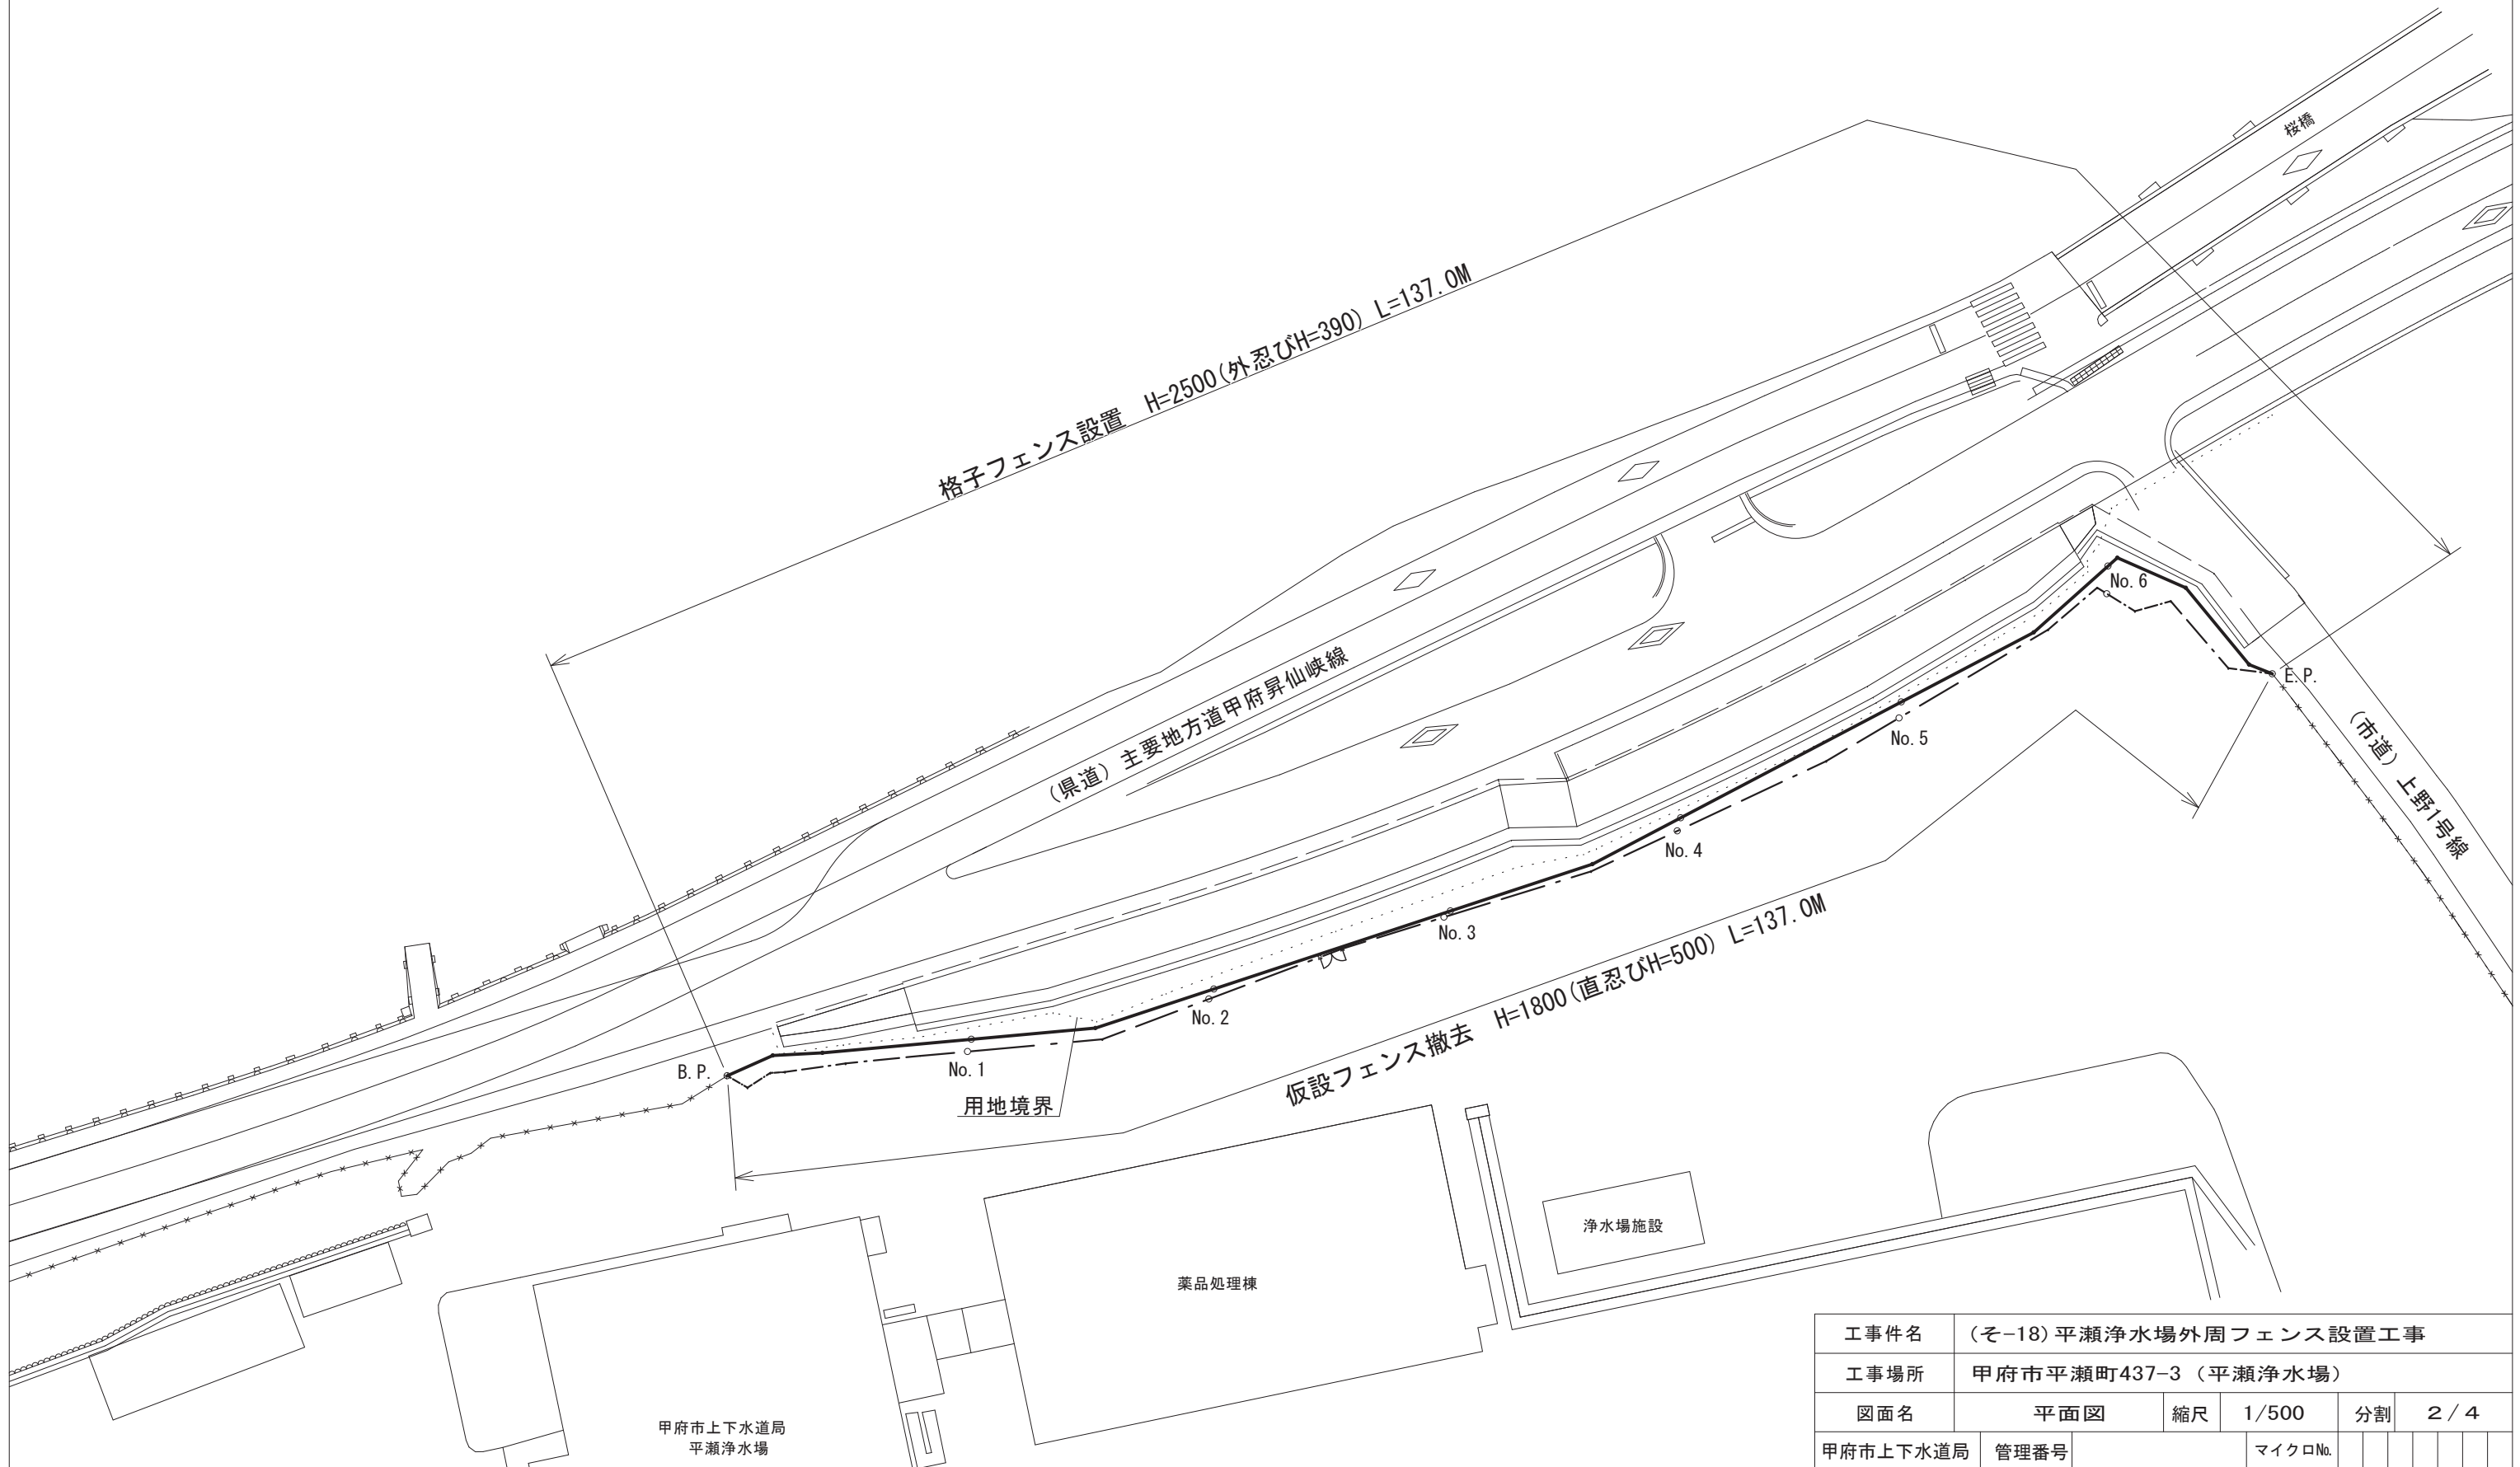 桜橋
格子フェンス設置　H=2500(外忍びH=390) L=137.0M
(県道) 主要地方道甲府昇仙峡線
No.6
E.P.
No.5
(市道) 上野1号線
No.4
No.3
仮設フェンス撤去　H=1800(直忍びH=500) L=137.0M
No.2
B.P.
No.1
用地境界
浄水場施設
薬品処理棟
甲府市上下水道局
平瀬浄水場
工事件名 (そ-18)平瀬浄水場外周フェンス設置工事
工事場所 甲府市平瀬町437-3（平瀬浄水場）
図面名 平面図 縮尺 1/500 分割 2/4
甲府市上下水道局 管理番号 マイクロNo.